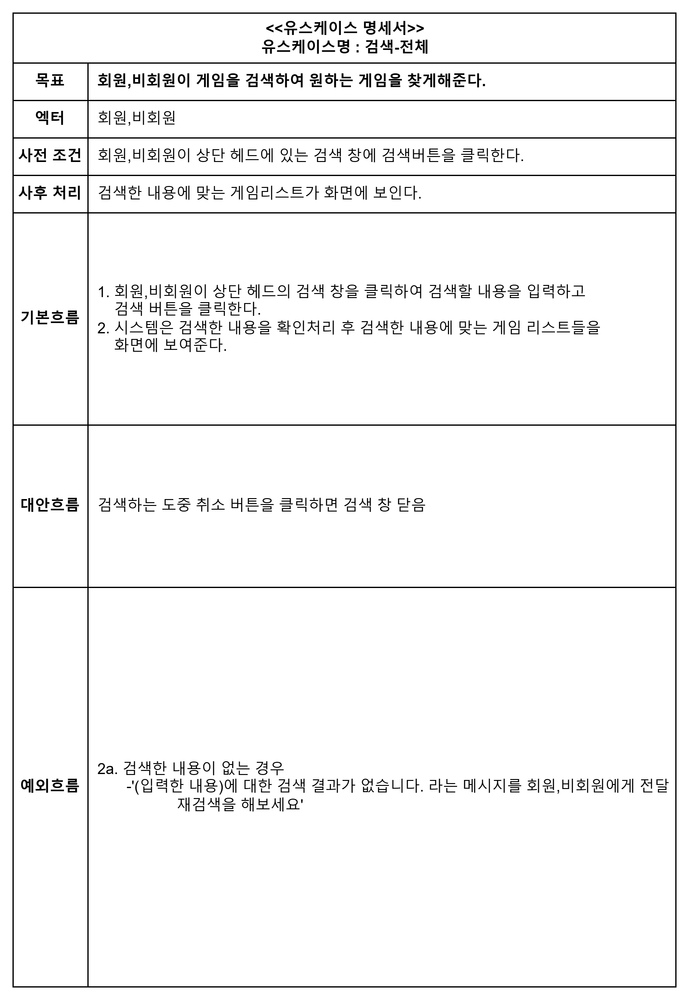 <<유스케이스 명세서>>
유스케이스명 : 검색-전체
목표
회원,비회원이 게임을 검색하여 원하는 게임을 찾게해준다.
엑터
회원,비회원
사전 조건
회원,비회원이 상단 헤드에 있는 검색 창에 검색버튼을 클릭한다.
사후 처리
검색한 내용에 맞는 게임리스트가 화면에 보인다.
기본흐름
1. 회원,비회원이 상단 헤드의 검색 창을 클릭하여 검색할 내용을 입력하고
검색 버튼을 클릭한다.
2. 시스템은 검색한 내용을 확인처리 후 검색한 내용에 맞는 게임 리스트들을
화면에 보여준다.
대안흐름
검색하는 도중 취소 버튼을 클릭하면 검색 창 닫음
예외흐름
2a. 검색한 내용이 없는 경우
-'(입력한 내용)에 대한 검색 결과가 없습니다. 라는 메시지를 회원,비회원에게 전달
재검색을 해보세요'